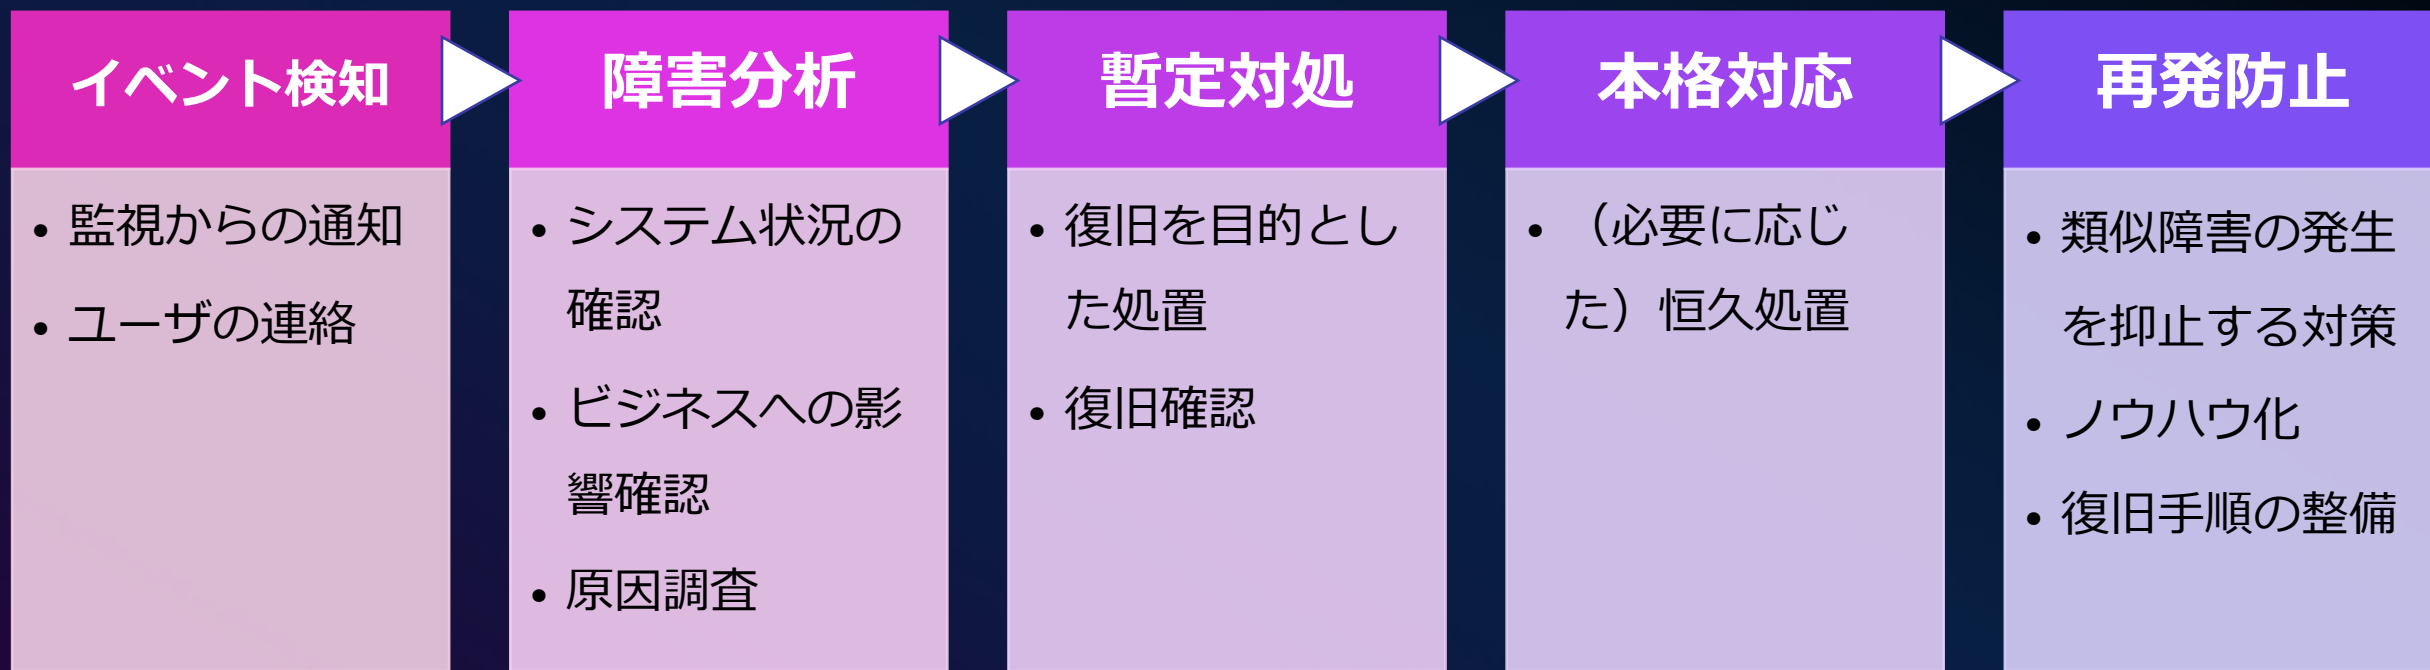 イベント検知
• 監視からの通知
• ユーザの連絡
障害分析
• システム状況の
確認
• ビジネスへの影
響確認
• 原因調査
暫定対処
• 復旧を目的とし
た処置
• 復旧確認
本格対応
• （必要に応じ
た）恒久処置
再発防止
• 類似障害の発生
を抑止する対策
• ノウハウ化
• 復旧手順の整備